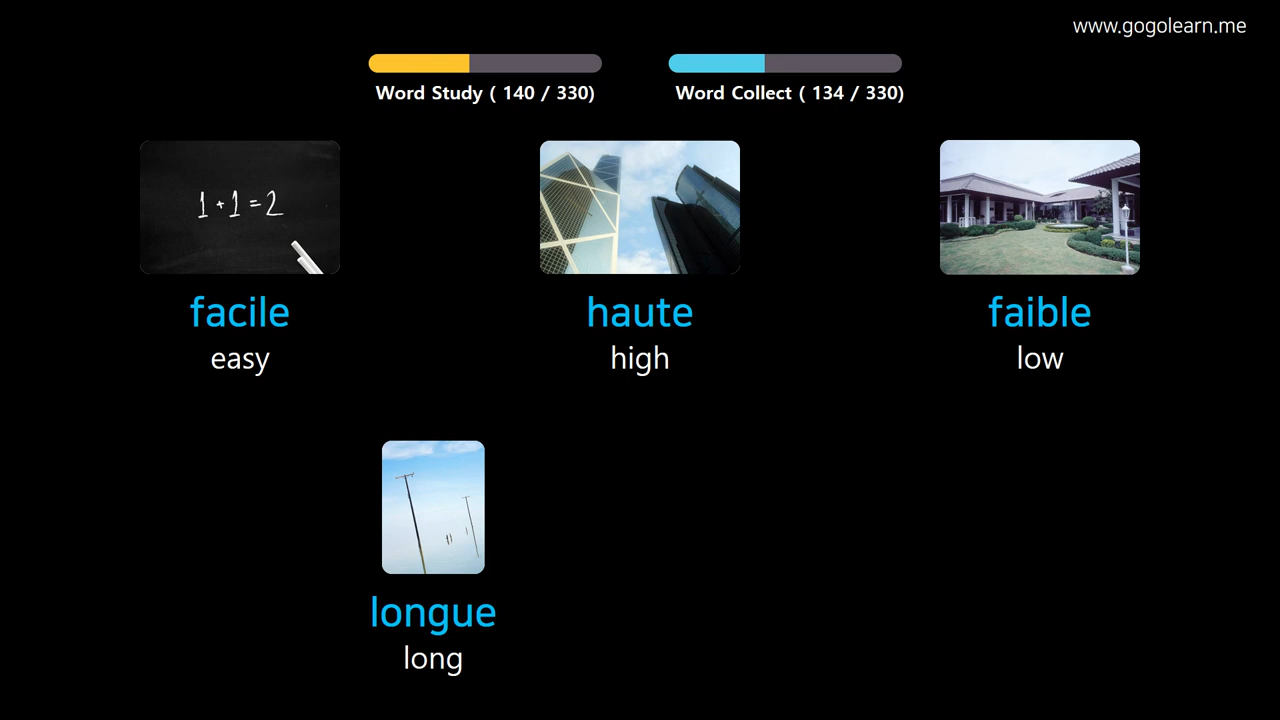 www.gogolearn.me
Word Study ( 140 / 330)
Word Collect ( 134 / 330)
1+1=2
facile
haute
faible
easy
high
low
longue
long